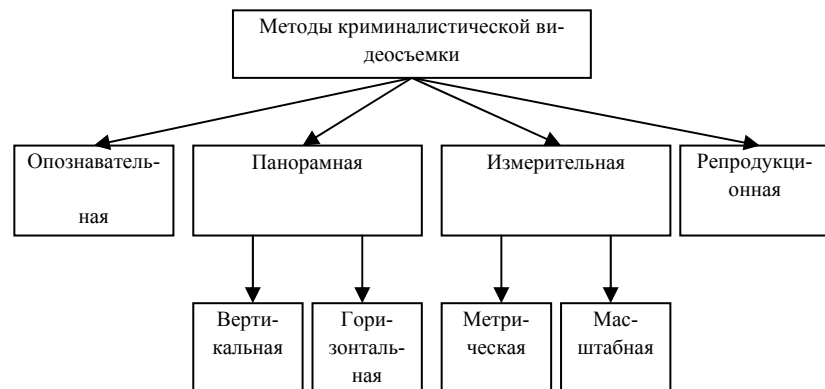 Методы криминалистической ви-
деосъемки
Опознаватель-
ная
Панорамная
Измерительная
Репродукци-
онная
Верти-
кальная
Гори-
зонталь-
ная
Метри-
ческая
Мас-
штабная